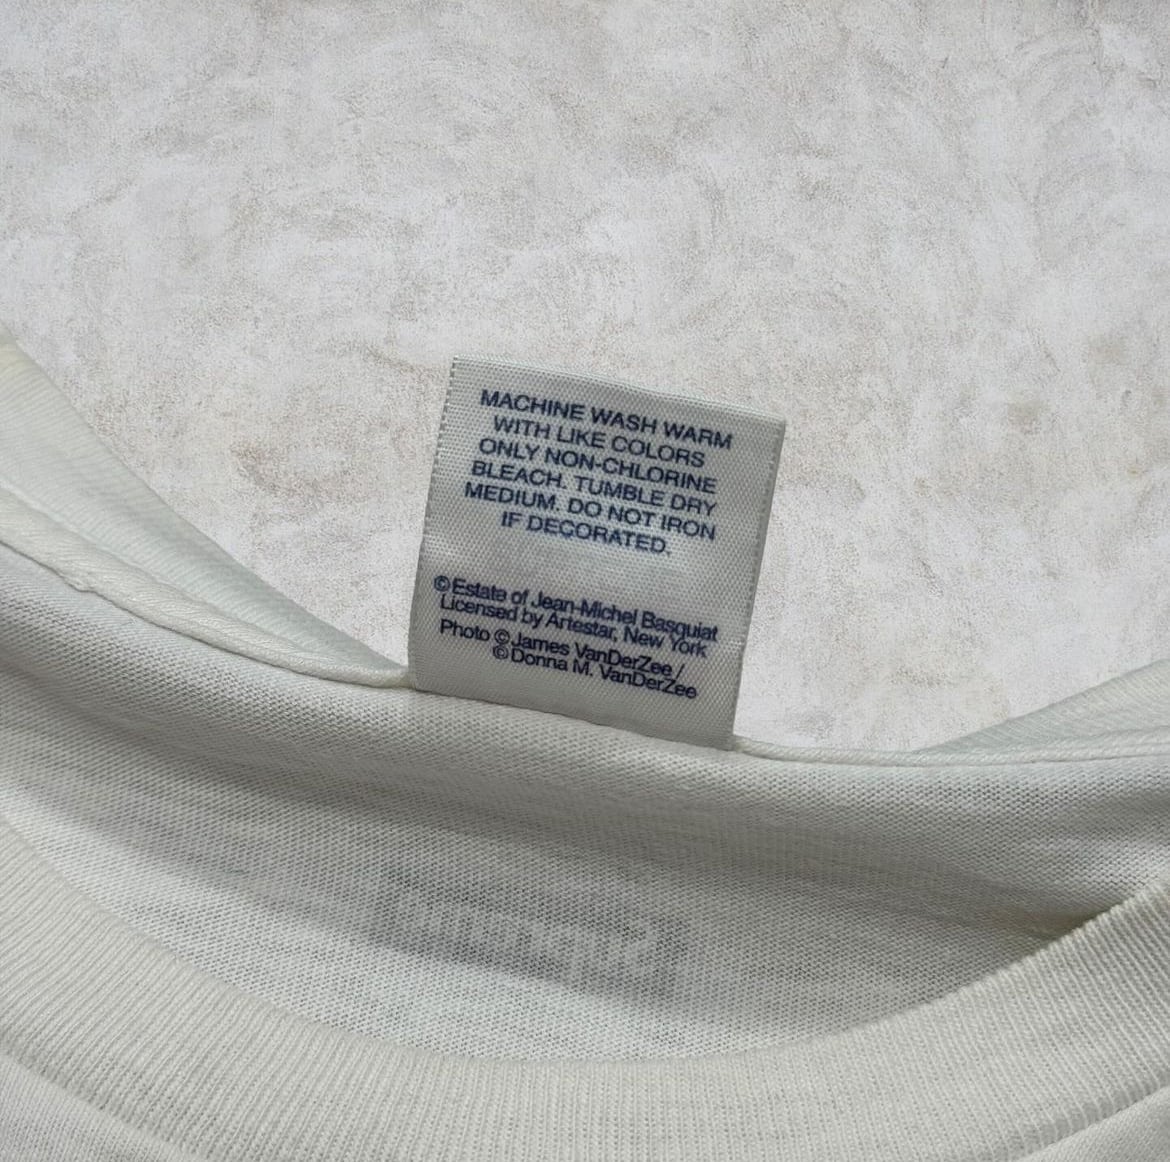 MACHINE WASH WARM
WITH LIKE COLORS
ONLY NON-CHLORINE
BLEACH. TUMBLE DRY
MEDIUM. DO NOT IRON
IF DECORATED.
©Estate of Jean-Michel Basquiat
Licensed by Artestar, New York
Photo ©James VanDerZee /
©Donna M. VanDerZee